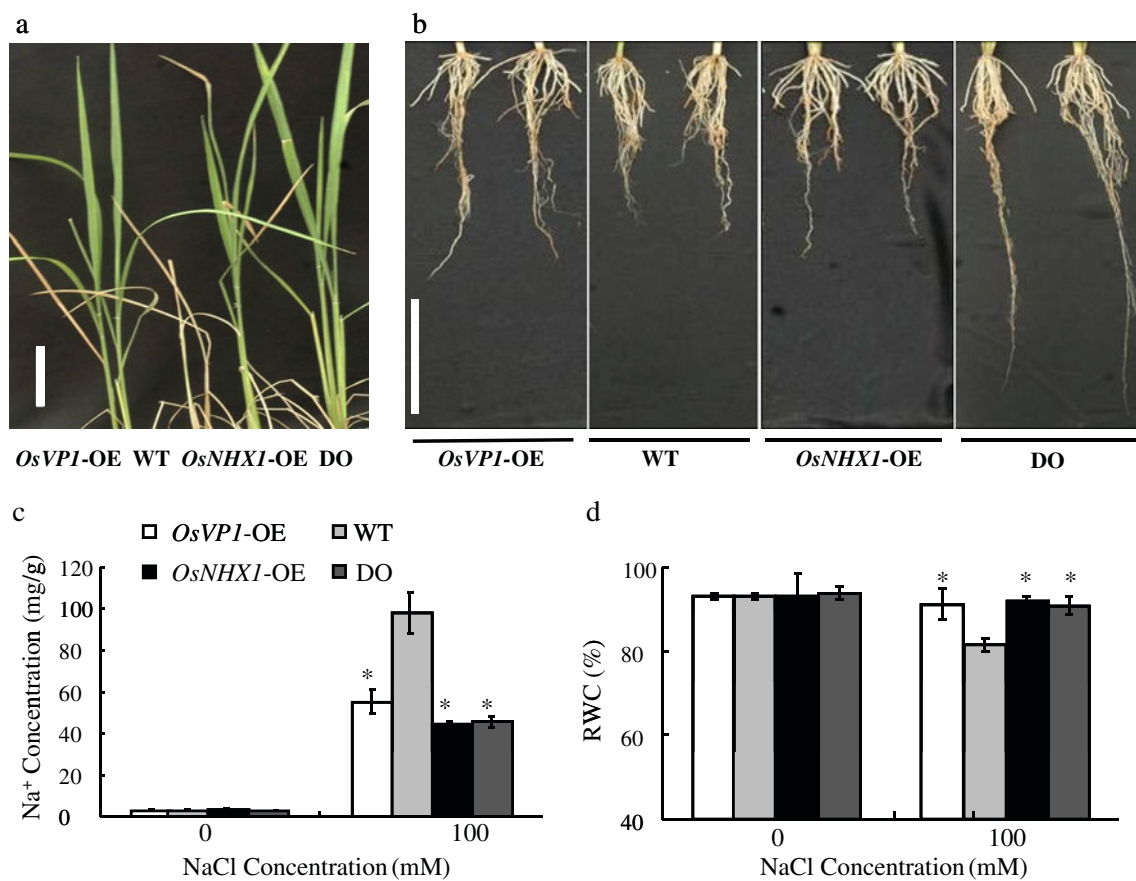 a
b
OsVP1-OE WT OsNHX1-OE DO
OsVP1-OE WT OsNHX1-OE DO
c
OsVP1-OE WT
OsNHX1-OE DO
Na+ Concentration (mg/g)
120
100
80
60
40
20
0
*
* *
0 100
NaCl Concentration (mM)
d
RWC (%)
100
80
60
40
* * *
0 100
NaCl Concentration (mM)